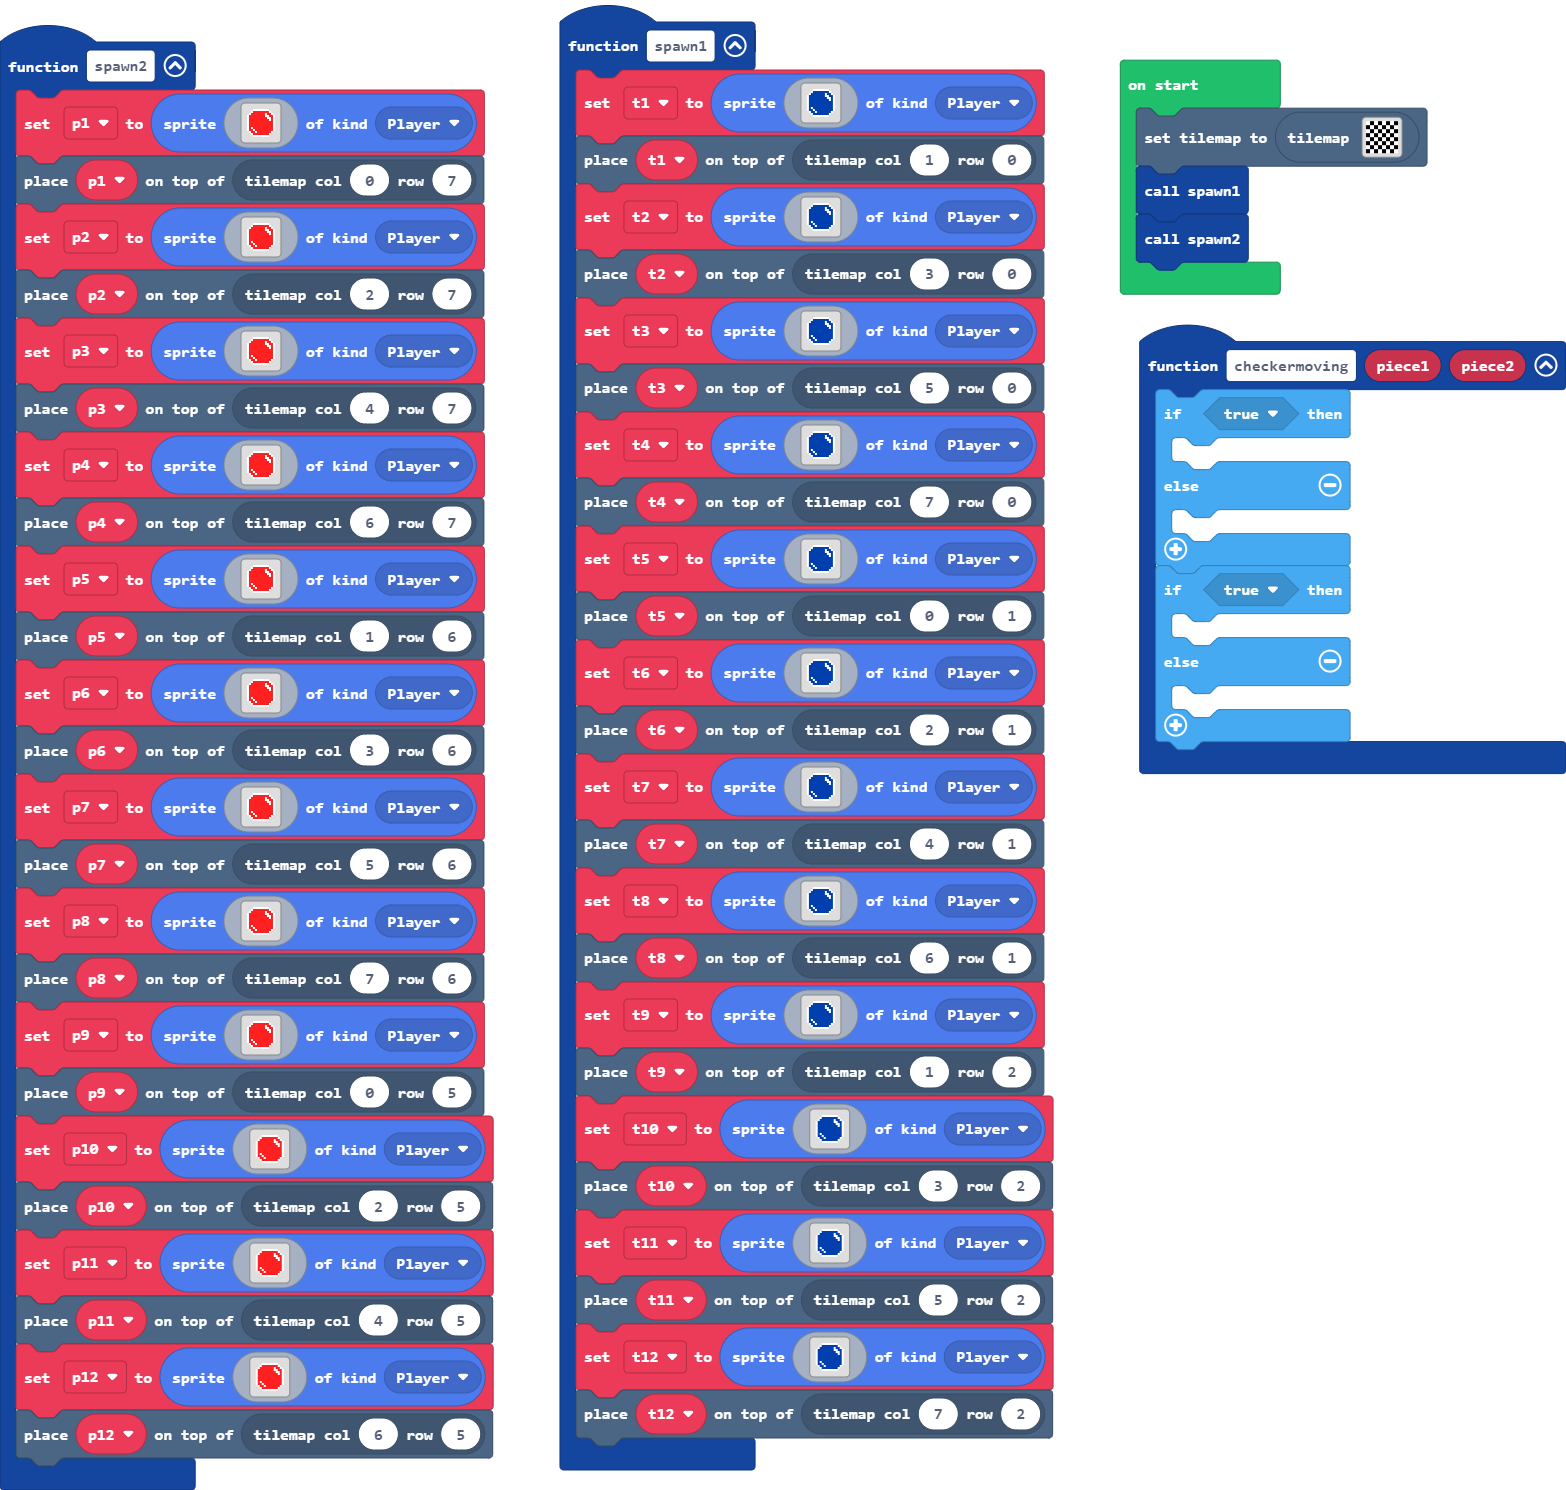 function spawn2
set p1 to sprite of kind Player
place p1 on top of tilemap col 0 row 7
set p2 to sprite of kind Player
place p2 on top of tilemap col 2 row 7
set p3 to sprite of kind Player
place p3 on top of tilemap col 4 row 7
set p4 to sprite of kind Player
place p4 on top of tilemap col 6 row 7
set p5 to sprite of kind Player
place p5 on top of tilemap col 1 row 6
set p6 to sprite of kind Player
place p6 on top of tilemap col 3 row 6
set p7 to sprite of kind Player
place p7 on top of tilemap col 5 row 6
set p8 to sprite of kind Player
place p8 on top of tilemap col 7 row 6
set p9 to sprite of kind Player
place p9 on top of tilemap col 0 row 5
set p10 to sprite of kind Player
place p10 on top of tilemap col 2 row 5
set p11 to sprite of kind Player
place p11 on top of tilemap col 4 row 5
set p12 to sprite of kind Player
place p12 on top of tilemap col 6 row 5
function spawn1
set t1 to sprite of kind Player
place t1 on top of tilemap col 1 row 0
set t2 to sprite of kind Player
place t2 on top of tilemap col 3 row 0
set t3 to sprite of kind Player
place t3 on top of tilemap col 5 row 0
set t4 to sprite of kind Player
place t4 on top of tilemap col 7 row 0
set t5 to sprite of kind Player
place t5 on top of tilemap col 0 row 1
set t6 to sprite of kind Player
place t6 on top of tilemap col 2 row 1
set t7 to sprite of kind Player
place t7 on top of tilemap col 4 row 1
set t8 to sprite of kind Player
place t8 on top of tilemap col 6 row 1
set t9 to sprite of kind Player
place t9 on top of tilemap col 1 row 2
set t10 to sprite of kind Player
place t10 on top of tilemap col 3 row 2
set t11 to sprite of kind Player
place t11 on top of tilemap col 5 row 2
set t12 to sprite of kind Player
place t12 on top of tilemap col 7 row 2
on start
set tilemap to tilemap
call spawn1
call spawn2
function checkermoving piece1 piece2
if true then
else
if true then
else